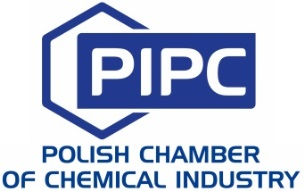 PIPC
POLISH CHAMBER
OF CHEMICAL INDUSTRY